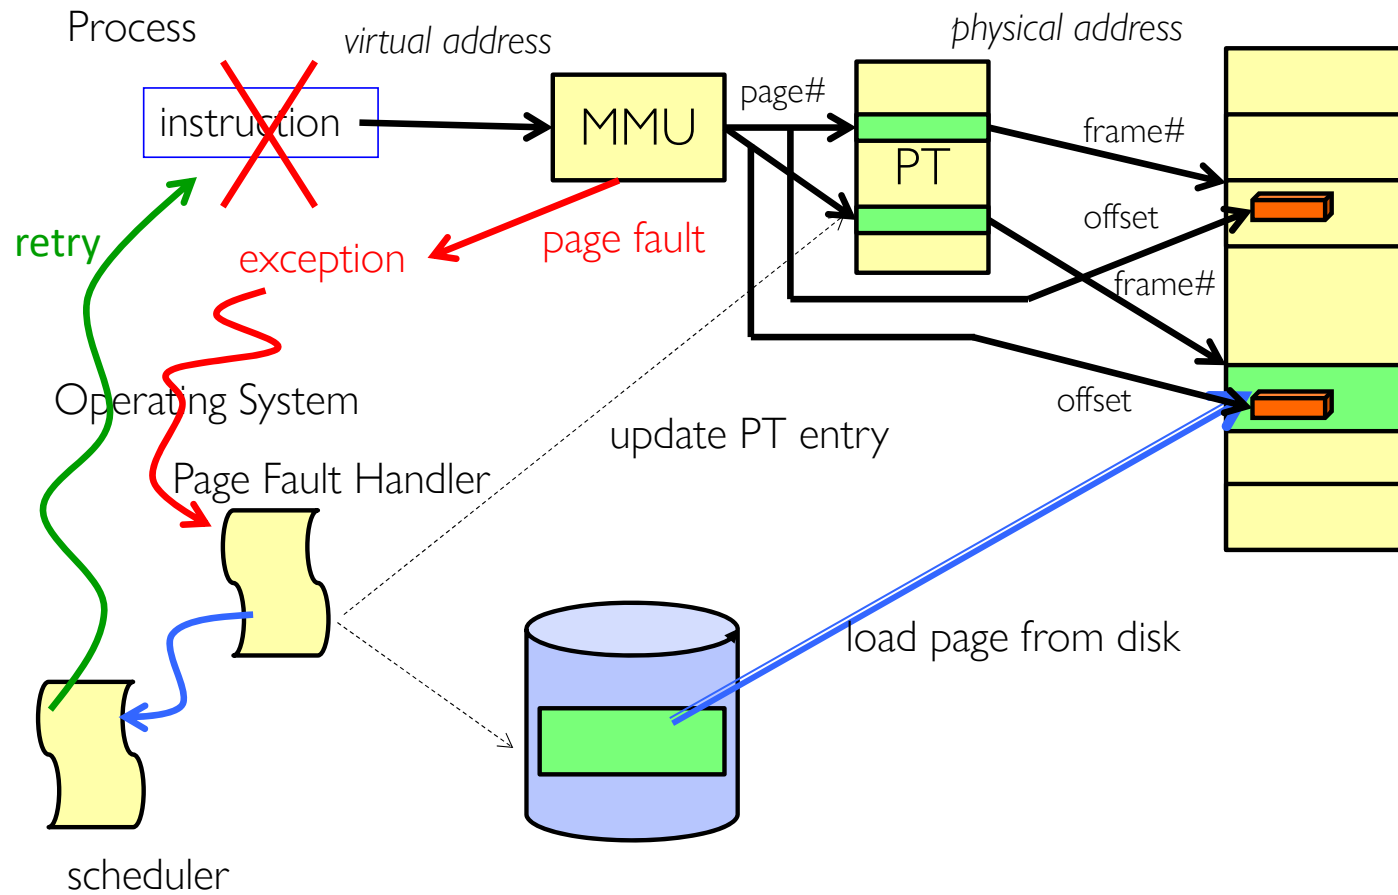 Process
virtual address
physical address
instruction
MMU
page#
PT
frame#
offset
retry
exception
page fault
frame#
Operating System
offset
update PT entry
Page Fault Handler
load page from disk
scheduler